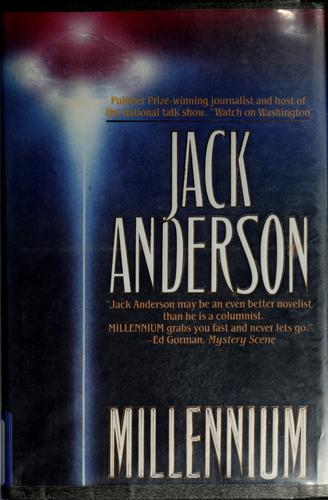 Pulitzer Prize-winning journalist and host of
the national talk show, "Watch on Washington"
JACK
ANDERSON
"Jack Anderson may be an even better novelist
than he is a columnist.
MILLENNIUM grabs you fast and never lets go."
—Ed Gorman, Mystery Scene
MILLENNIUM